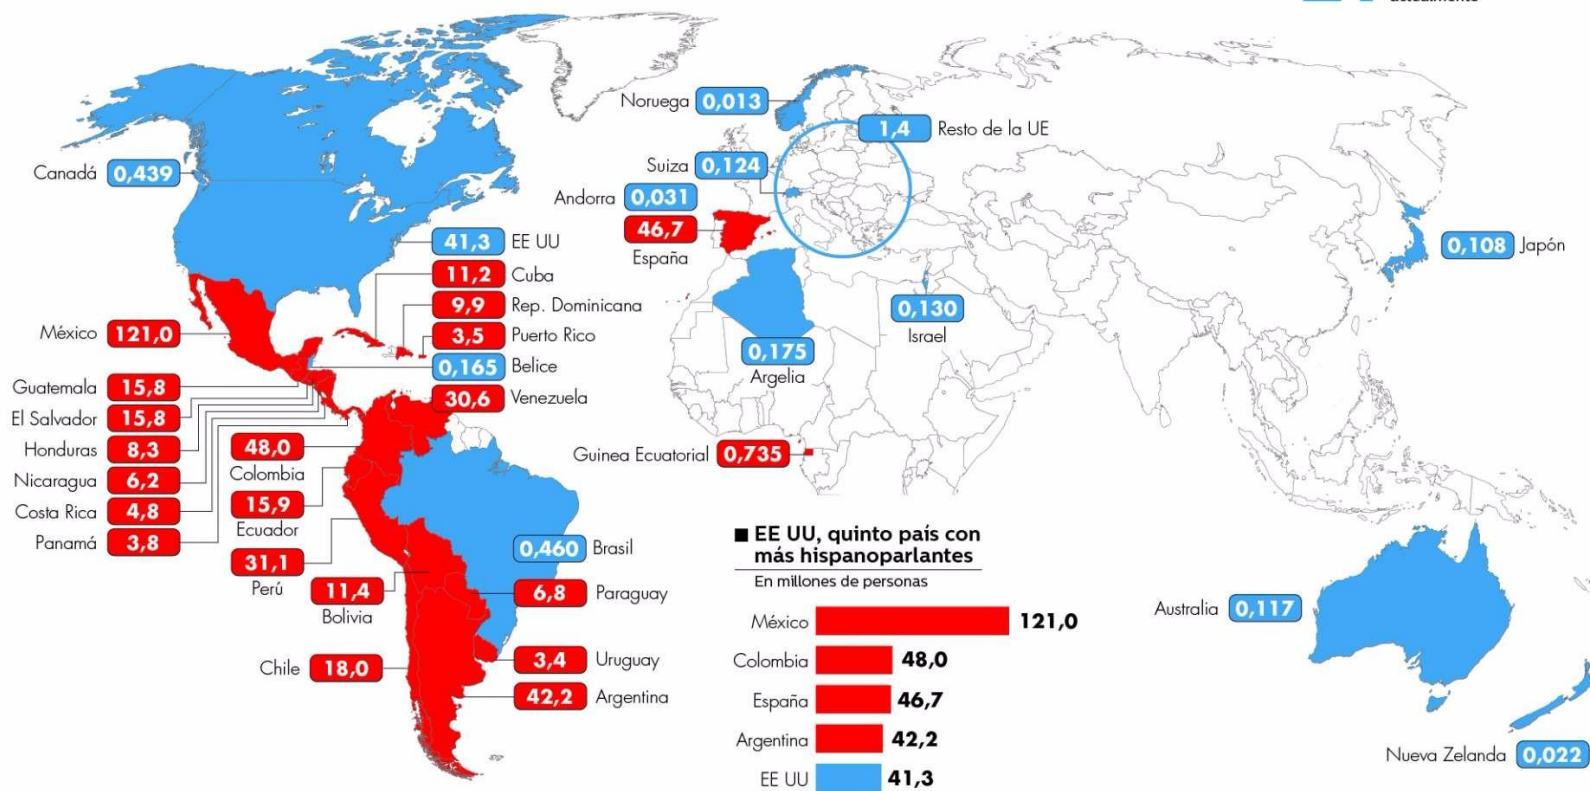 actualmente
Noruega 0,013
1,4 Resto de la UE
Suiza 0,124
Canadá 0,439
Andorra 0,031
46,7
España
41,3 EE UU
11,2 Cuba
9,9 Rep. Dominicana
3,5 Puerto Rico
0,165 Belice
30,6 Venezuela
México 121,0
Guatemala 15,8
El Salvador 15,8
Honduras 8,3
Nicaragua 6,2
Costa Rica 4,8
Panamá 3,8
48,0
Colombia
15,9
Ecuador
31,1
Perú
11,4
Bolivia
0,460 Brasil
6,8 Paraguay
Chile 18,0
3,4 Uruguay
42,2 Argentina
0,175
Argelia
0,130
Israel
0,108 Japón
Guinea Ecuatorial 0,735
EE UU, quinto país con
más hispanoparlantes
En millones de personas
México 121,0
Colombia 48,0
España 46,7
Argentina 42,2
EE UU 41,3
Australia 0,117
Nueva Zelanda 0,022